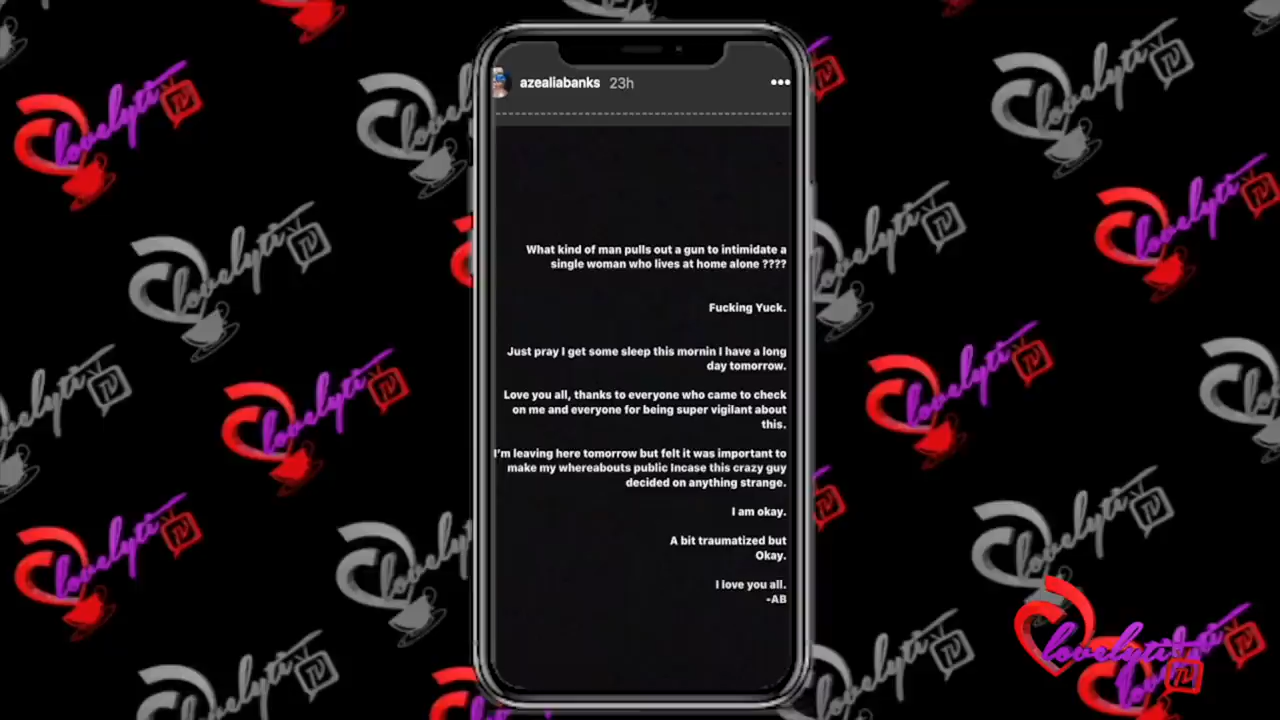 azealiabanks 23h
What kind of man pulls out a gun to intimidate a
single woman who lives at home alone ????
Fucking Yuck.
Just pray I get some sleep this mornin I have a long
day tomorrow.
Love you all, thanks to everyone who came to check
on me and everyone for being super vigilant about
this.
I'm leaving here tomorrow but felt it was important to
make my whereabouts public Incase this crazy guy
decided on anything strange.
I am okay.
A bit traumatized but
Okay.
I love you all.
-AB
lovelyti TV